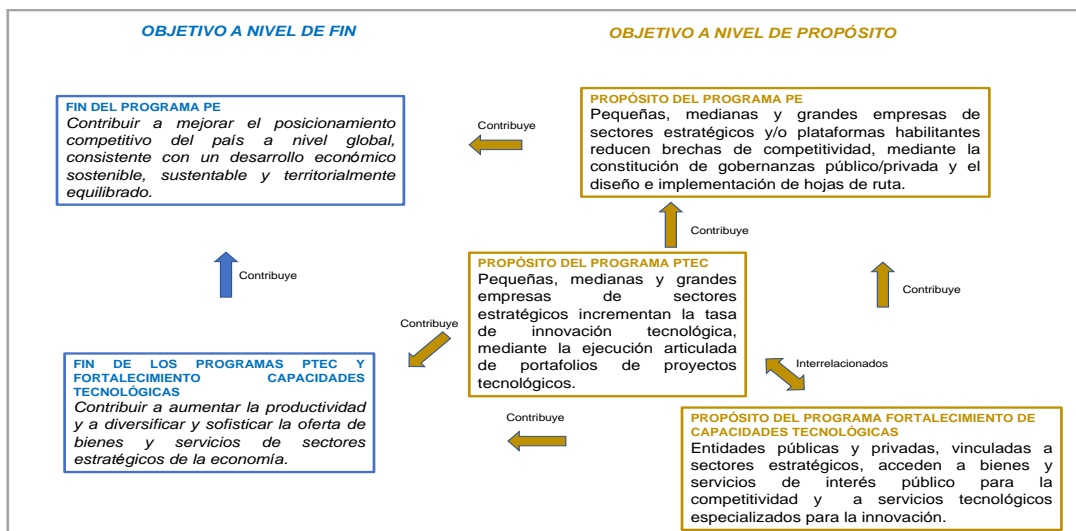 OBJETIVO A NIVEL DE FIN
OBJETIVO A NIVEL DE PROPÓSITO
FIN DEL PROGRAMA PE
Contribuir a mejorar el posicionamiento
competitivo del país a nivel global,
consistente con un desarrollo económico
sostenible, sustentable y territorialmente
equilibrado.
Contribuye
PROPÓSITO DEL PROGRAMA PE
Pequeñas, medianas y grandes empresas de
sectores estratégicos y/o plataformas habilitantes
reducen brechas de competitividad, mediante la
constitución de gobernanzas público/privada y el
diseño e implementación de hojas de ruta.
Contribuye
Contribuye
PROPÓSITO DEL PROGRAMA PTEC
Pequeñas, medianas y grandes
empresas de sectores
estratégicos incrementan la tasa
de innovación tecnológica,
mediante la ejecución articulada
de portafolios de proyectos
tecnológicos.
Contribuye
Contribuye
FIN DE LOS PROGRAMAS PTEC Y
FORTALECIMIENTO CAPACIDADES
TECNOLÓGICAS
Contribuir a aumentar la productividad
y a diversificar y sofisticar la oferta de
bienes y servicios de sectores
estratégicos de la economía.
Interrelacionados
Contribuye
PROPÓSITO DEL PROGRAMA FORTALECIMIENTO DE
CAPACIDADES TECNOLÓGICAS
Entidades públicas y privadas, vinculadas a
sectores estratégicos, acceden a bienes y
servicios de interés público para la
competitividad y a servicios tecnológicos
especializados para la innovación.